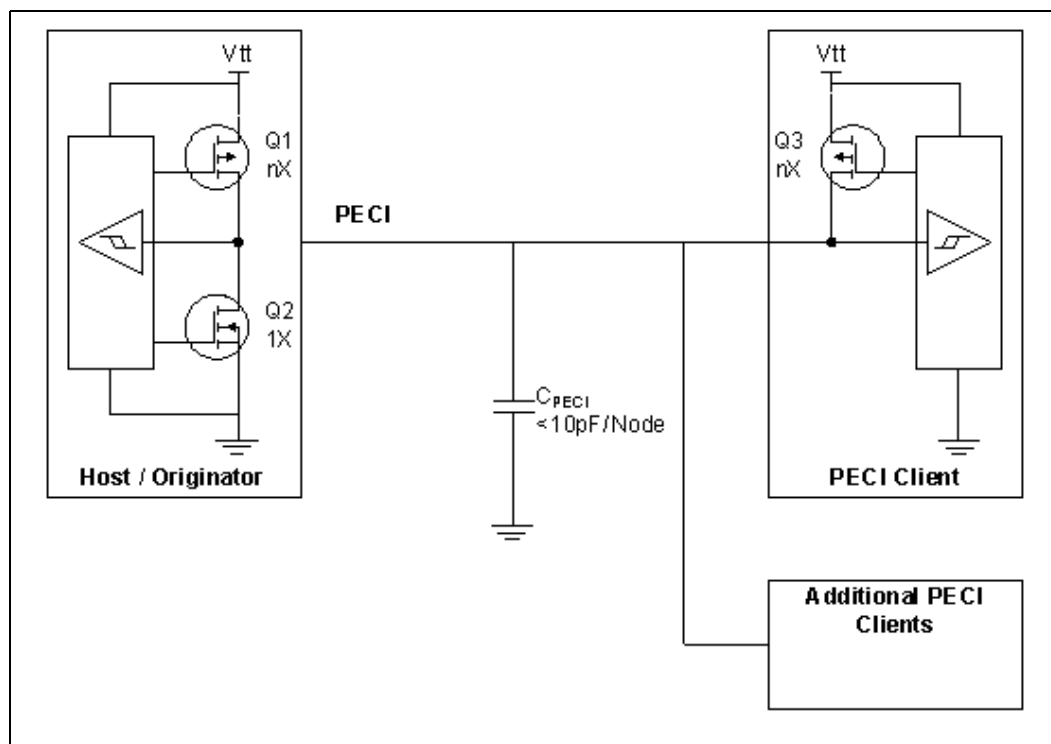 Vtt
Q1
nX
PECI
Q2
1X
Host / Originator
CPECI
<10pF/Node
Vtt
Q3
nX
PECI Client
Additional PECI
Clients